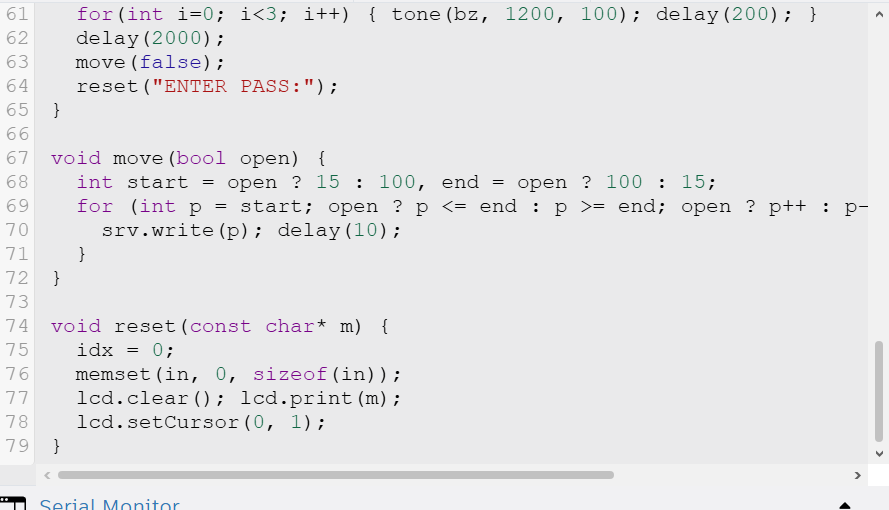 61 for(int i=0; i<3; i++) { tone(bz, 1200, 100); delay(200); }
62 delay(2000);
63 move(false);
64 reset("ENTER PASS:");
65 }
66
67 void move(bool open) {
68 int start = open ? 15 : 100, end = open ? 100 : 15;
69 for (int p = start; open ? p <= end : p >= end; open ? p++ : p-
70 srv.write(p); delay(10);
71 }
72 }
73
74 void reset(const char* m) {
75 idx = 0;
76 memset(in, 0, sizeof(in));
77 lcd.clear(); lcd.print(m);
78 lcd.setCursor(0, 1);
79 }
Serial Monitor